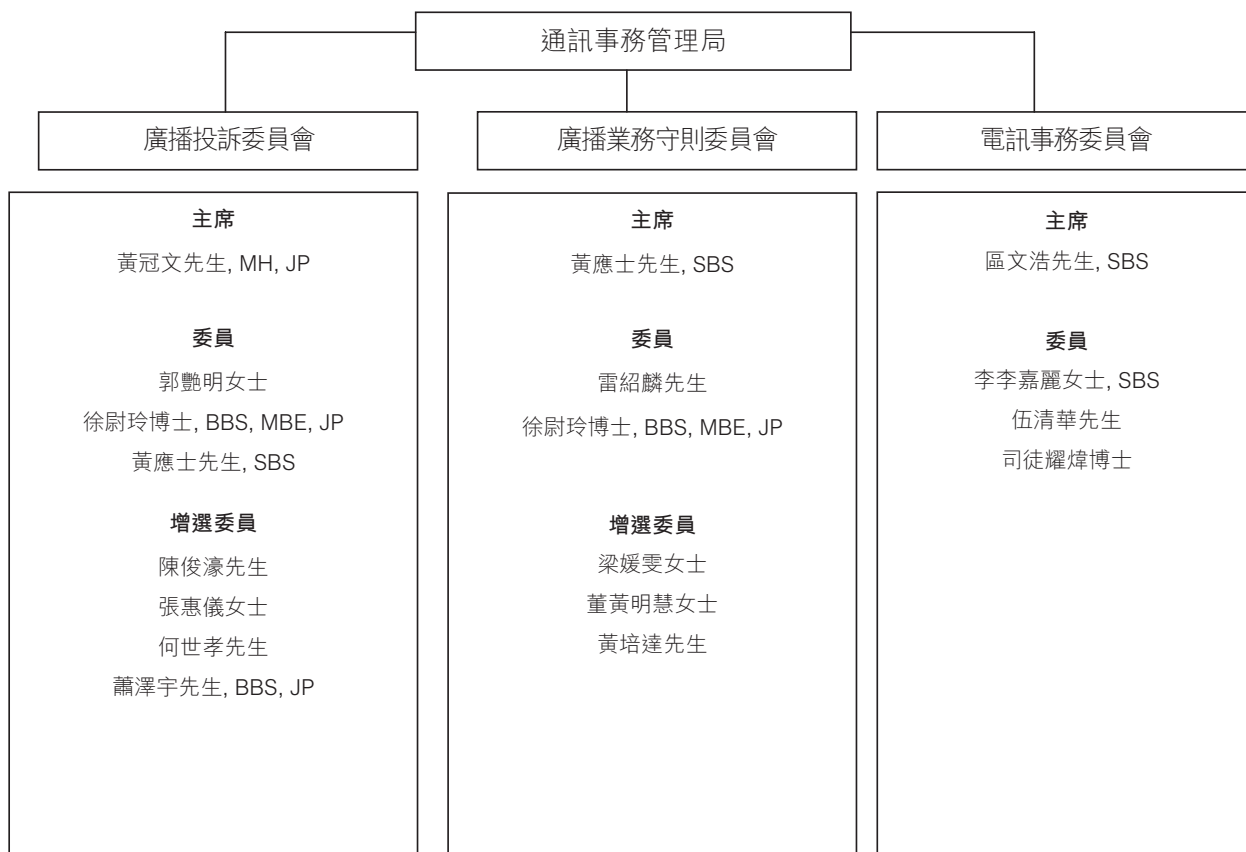 通訊事務管理局
廣播投訴委員會
主席
黃冠文先生, MH, JP
委員
郭艷明女士
徐尉玲博士, BBS, MBE, JP
黃應士先生, SBS
增選委員
陳俊濠先生
張惠儀女士
何世孝先生
蕭澤宇先生, BBS, JP
廣播業務守則委員會
主席
黃應士先生, SBS
委員
雷紹麟先生
徐尉玲博士, BBS, MBE, JP
增選委員
梁媛雯女士
董黃明慧女士
黃培達先生
電訊事務委員會
主席
區文浩先生, SBS
委員
李李嘉麗女士, SBS
伍清華先生
司徒耀煒博士